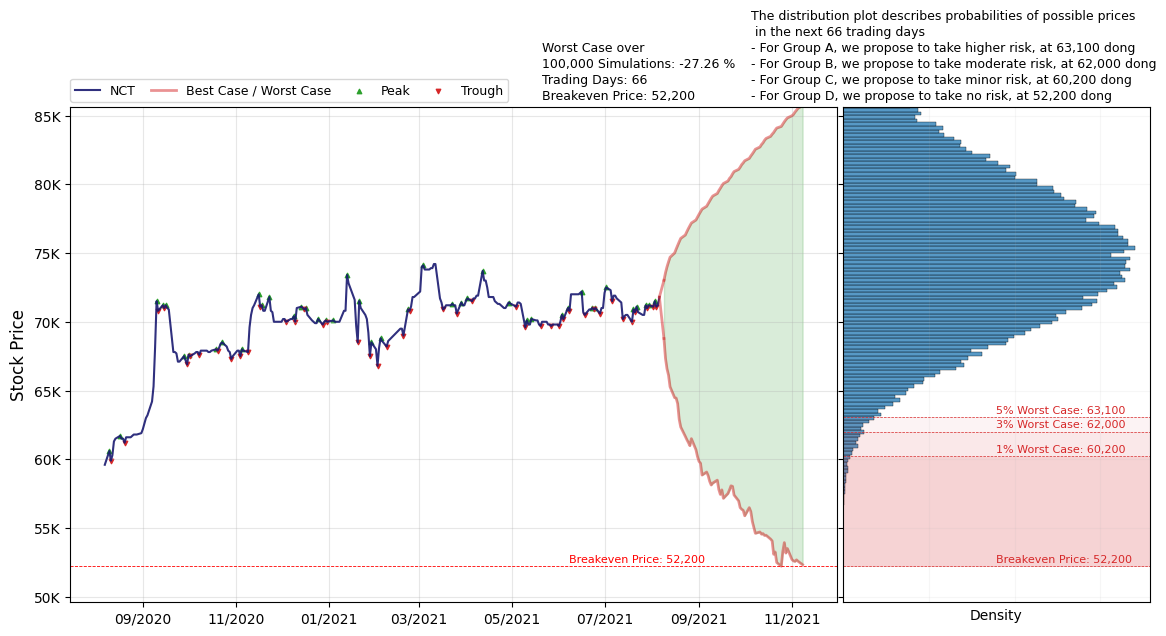 The distribution plot describes probabilities of possible prices
in the next 66 trading days
- For Group A, we propose to take higher risk, at 63,100 dong
- For Group B, we propose to take moderate risk, at 62,000 dong
- For Group C, we propose to take minor risk, at 60,200 dong
- For Group D, we propose to take no risk, at 52,200 dong
Worst Case over
100,000 Simulations: -27.26 %
Trading Days: 66
Breakeven Price: 52,200
NCT
Best Case / Worst Case
Peak
Trough
Stock Price
85K
80K
75K
70K
65K
60K
55K
50K
Breakeven Price: 52,200
09/2020
11/2020
01/2021
03/2021
05/2021
07/2021
09/2021
11/2021
5% Worst Case: 63,100
3% Worst Case: 62,000
1% Worst Case: 60,200
Breakeven Price: 52,200
Density